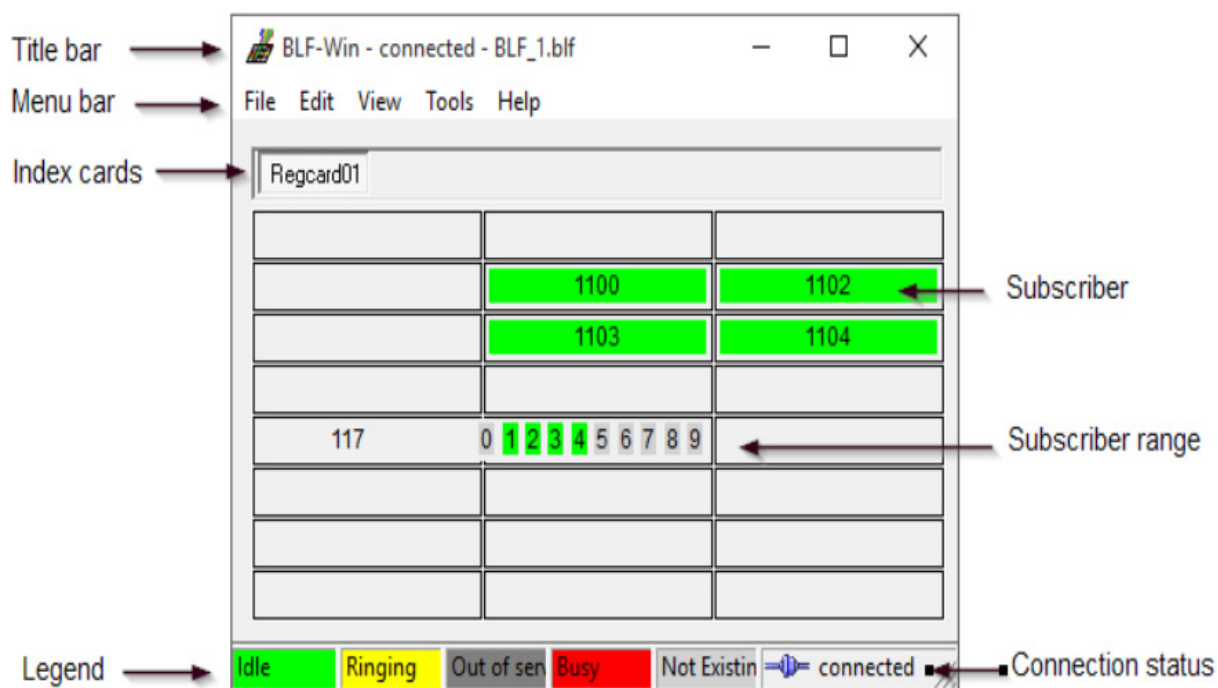 Title bar
BLF-Win - connected - BLF_1.blf
Menu bar
File Edit View Tools Help
Index cards
Regcard01
1100 1102
Subscriber
1103 1104
117 0 1 2 3 4 5 6 7 8 9
Subscriber range
Legend
Idle Ringing Out of sen Busy Not Existin connected
Connection status